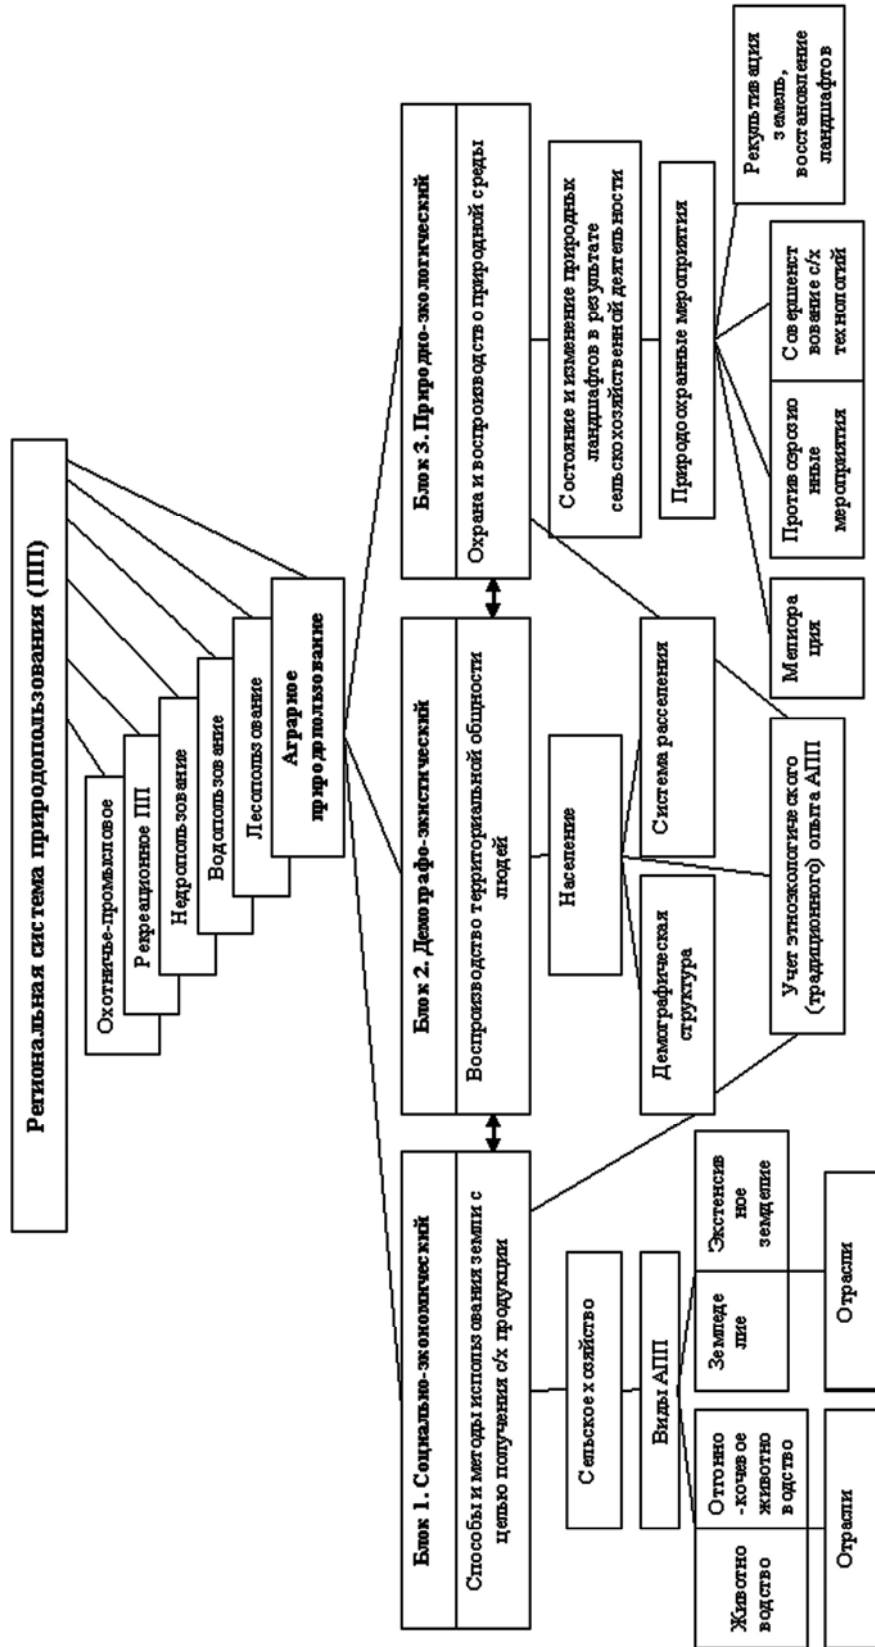 Региональная система природопользования (ПП)
Охотничье-промысловое
Рекреационное ПП
Недропользование
Водопользование
Лесопользование
Аграрное
природопользование
Блок 1. Социально-экономический
Способы и методы использования земли с
целью получения с/х продукции
Сельское хозяйство
Виды АПП
Животно
водство
Отгонно
-кочевое
животно
водство
Отрасли
Земледе
лие
Экстенсив
ное
земделие
Отрасли
Блок 2. Демографо-экистический
Воспроизводство территориальной общности
людей
Население
Демографическая
структура
Система расселения
Учет этноэкологического
(традиционного) опыта АПП
Блок 3. Природно-экологический
Охрана и воспроизводство природной среды
Состояние и изменение природных
ландшафтов в результате
сельскохозяйственной деятельности
Природоохранные мероприятия
Мелиора
ция
Противоэрозио
нные
мероприятия
Совершенст
вование с/х
технологий
Рекультивация
земель,
восстановление
ландшафтов